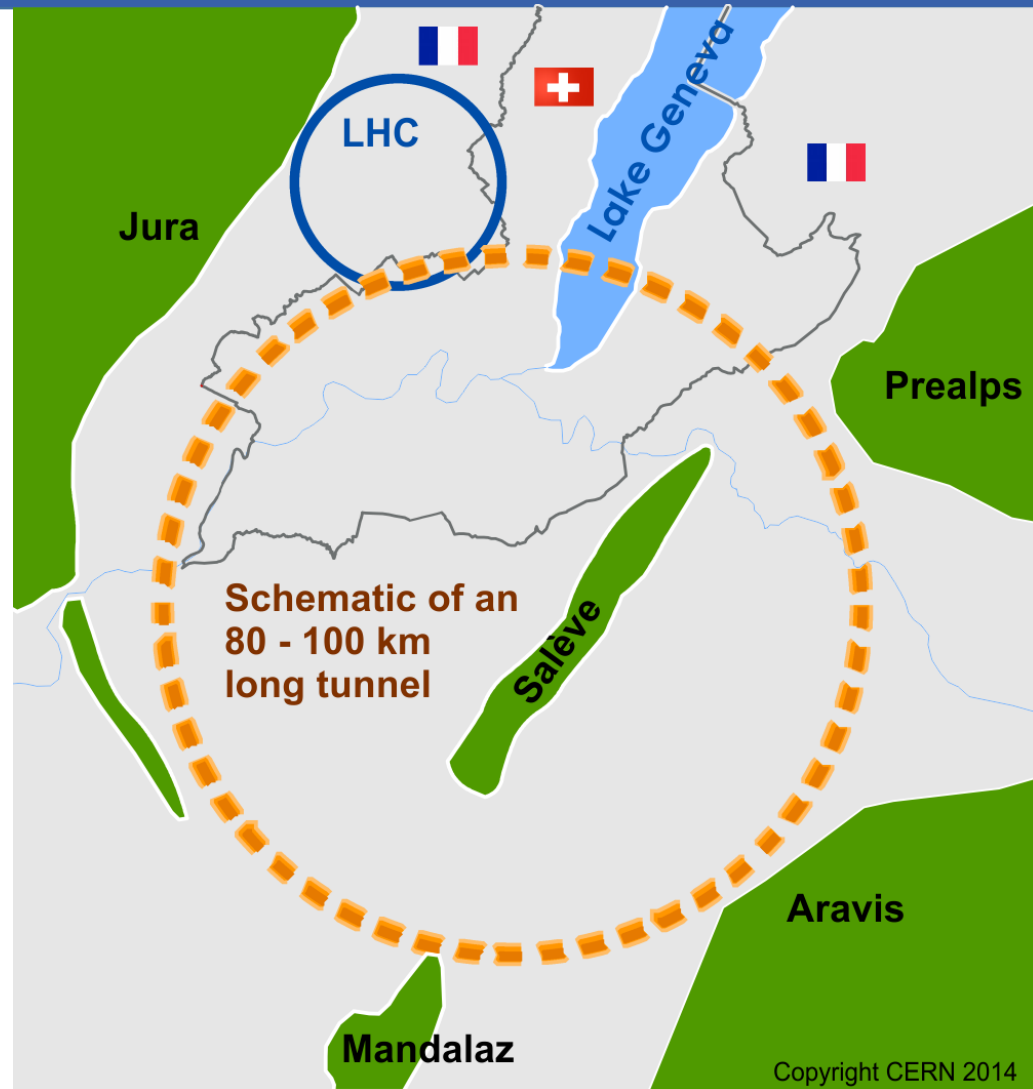 LHC
Lake Geneva
Jura
Prealps
Schematic of an
80 - 100 km
long tunnel
Salève
Aravis
Mandalaz
Copyright CERN 2014